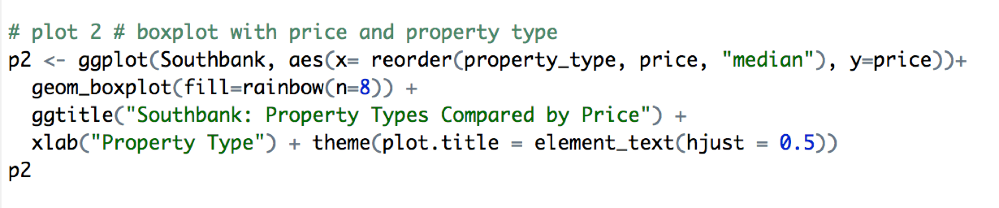 # plot 2 # boxplot with price and property type
p2 <- ggplot(Southbank, aes(x= reorder(property_type, price, "median"), y=price))+
  geom_boxplot(fill=rainbow(n=8)) +
  ggtitle("Southbank: Property Types Compared by Price") +
  xlab("Property Type") + theme(plot.title = element_text(hjust = 0.5))
p2